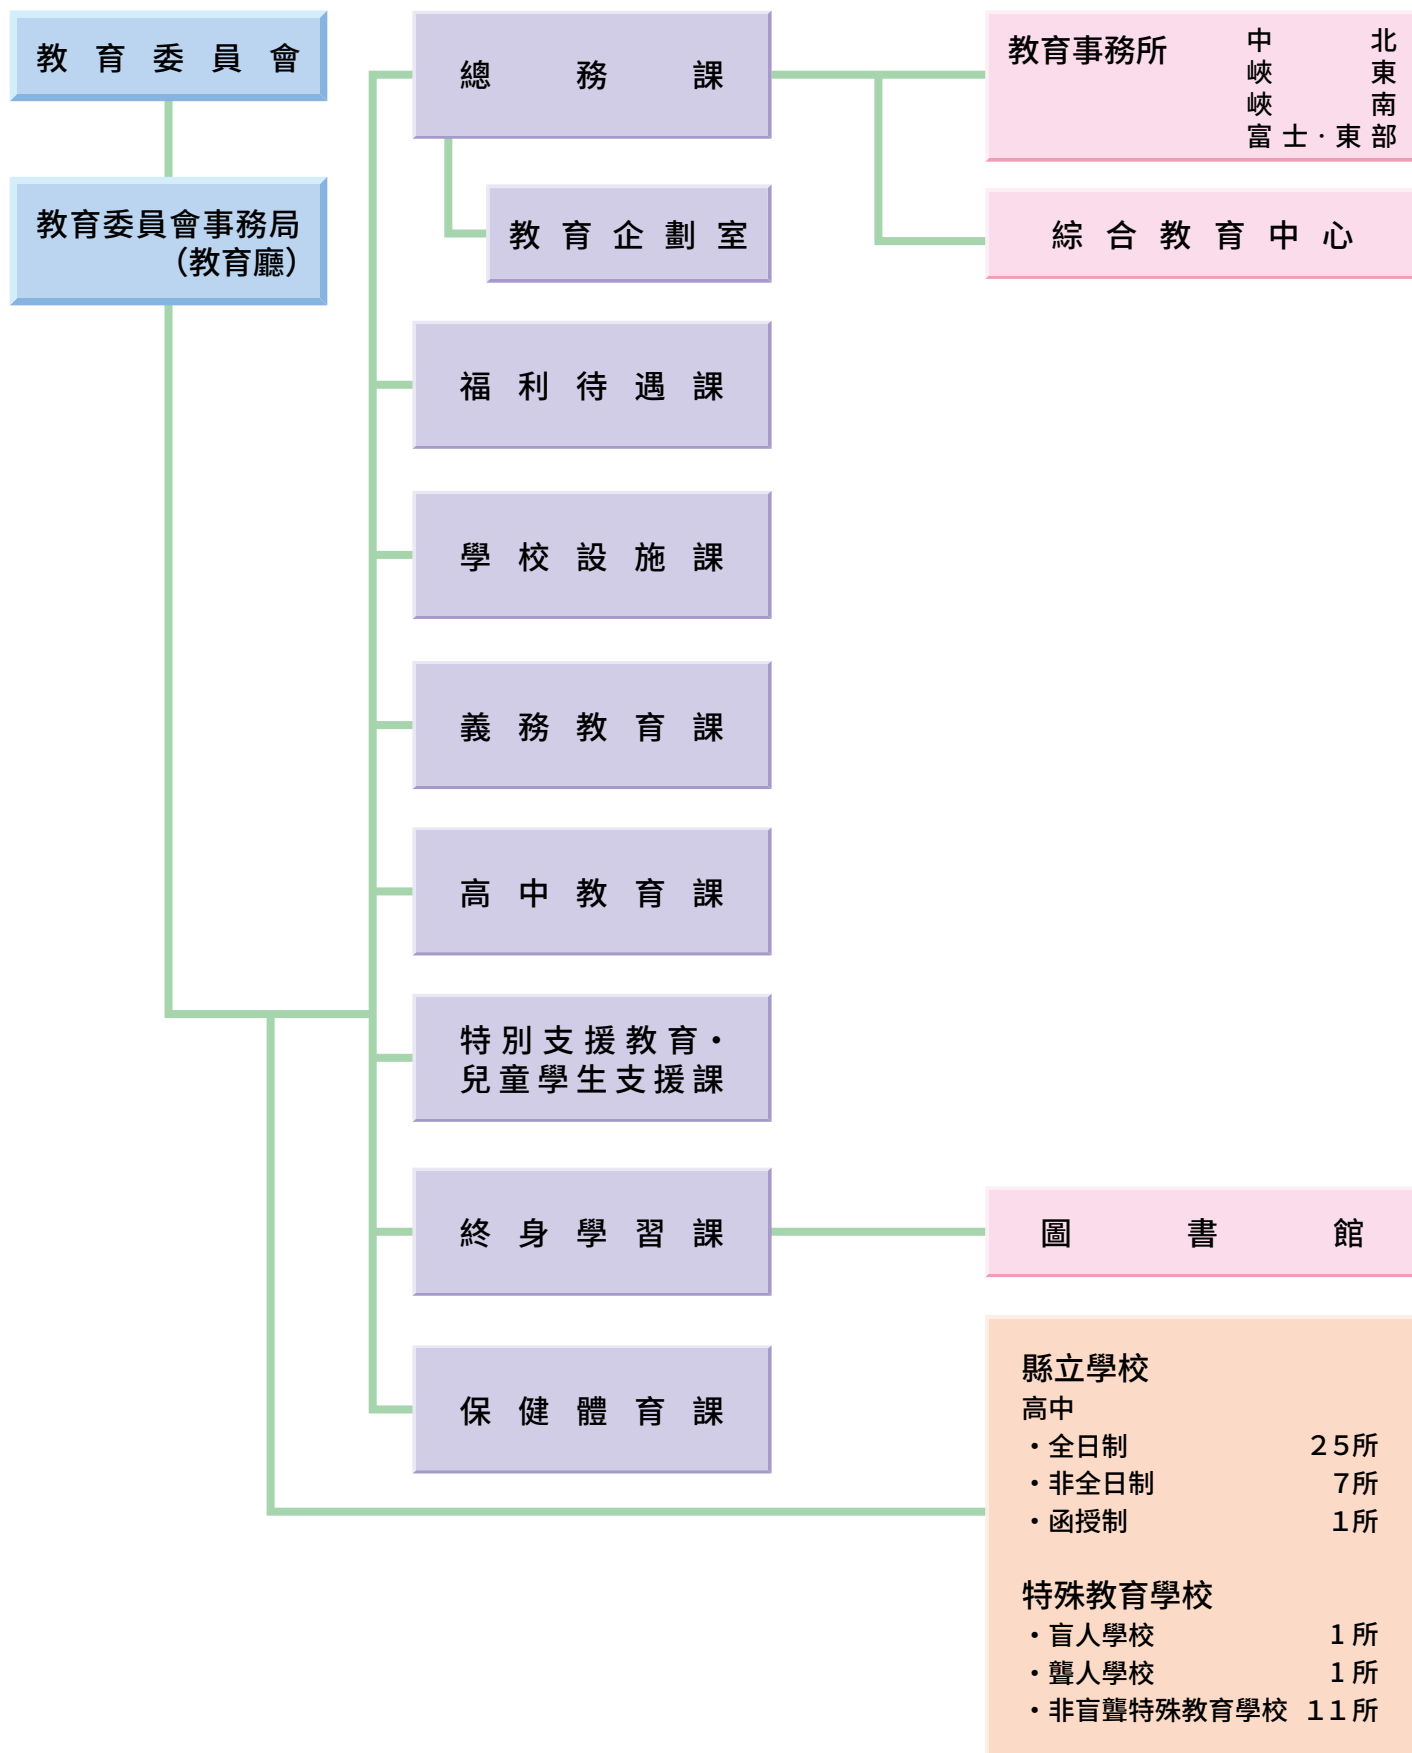 教育委員會
教育委員會事務局
（教育廳）
總務課
教育企劃室
福利待遇課
學校設施課
義務教育課
高中教育課
特別支援教育・
兒童學生支援課
終身學習課
保健體育課
教育事務所
中北
峽東
峽南
富士・東部
綜合教育中心
圖書館
縣立學校
高中
・全日制 25所
・非全日制 7所
・函授制 1所
特殊教育學校
・盲人學校 1所
・聾人學校 1所
・非盲聾特殊教育學校 11所